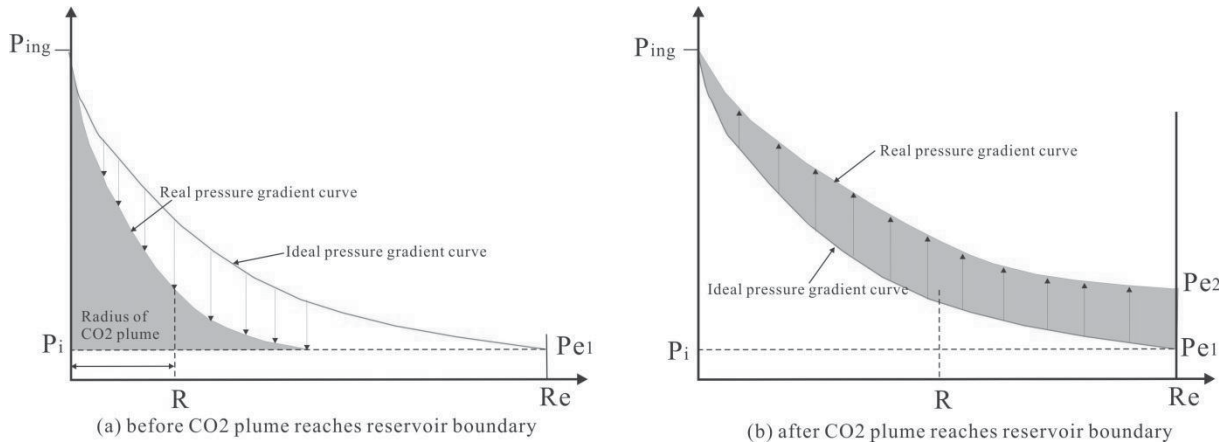 Ping
Real pressure gradient curve
Ideal pressure gradient curve
Radius of
CO2 plume
Pi
Pe1
R
Re
(a) before CO2 plume reaches reservoir boundary
Ping
Real pressure gradient curve
Ideal pressure gradient curve
Pe2
Pi
Pe1
R
Re
(b) after CO2 plume reaches reservoir boundary